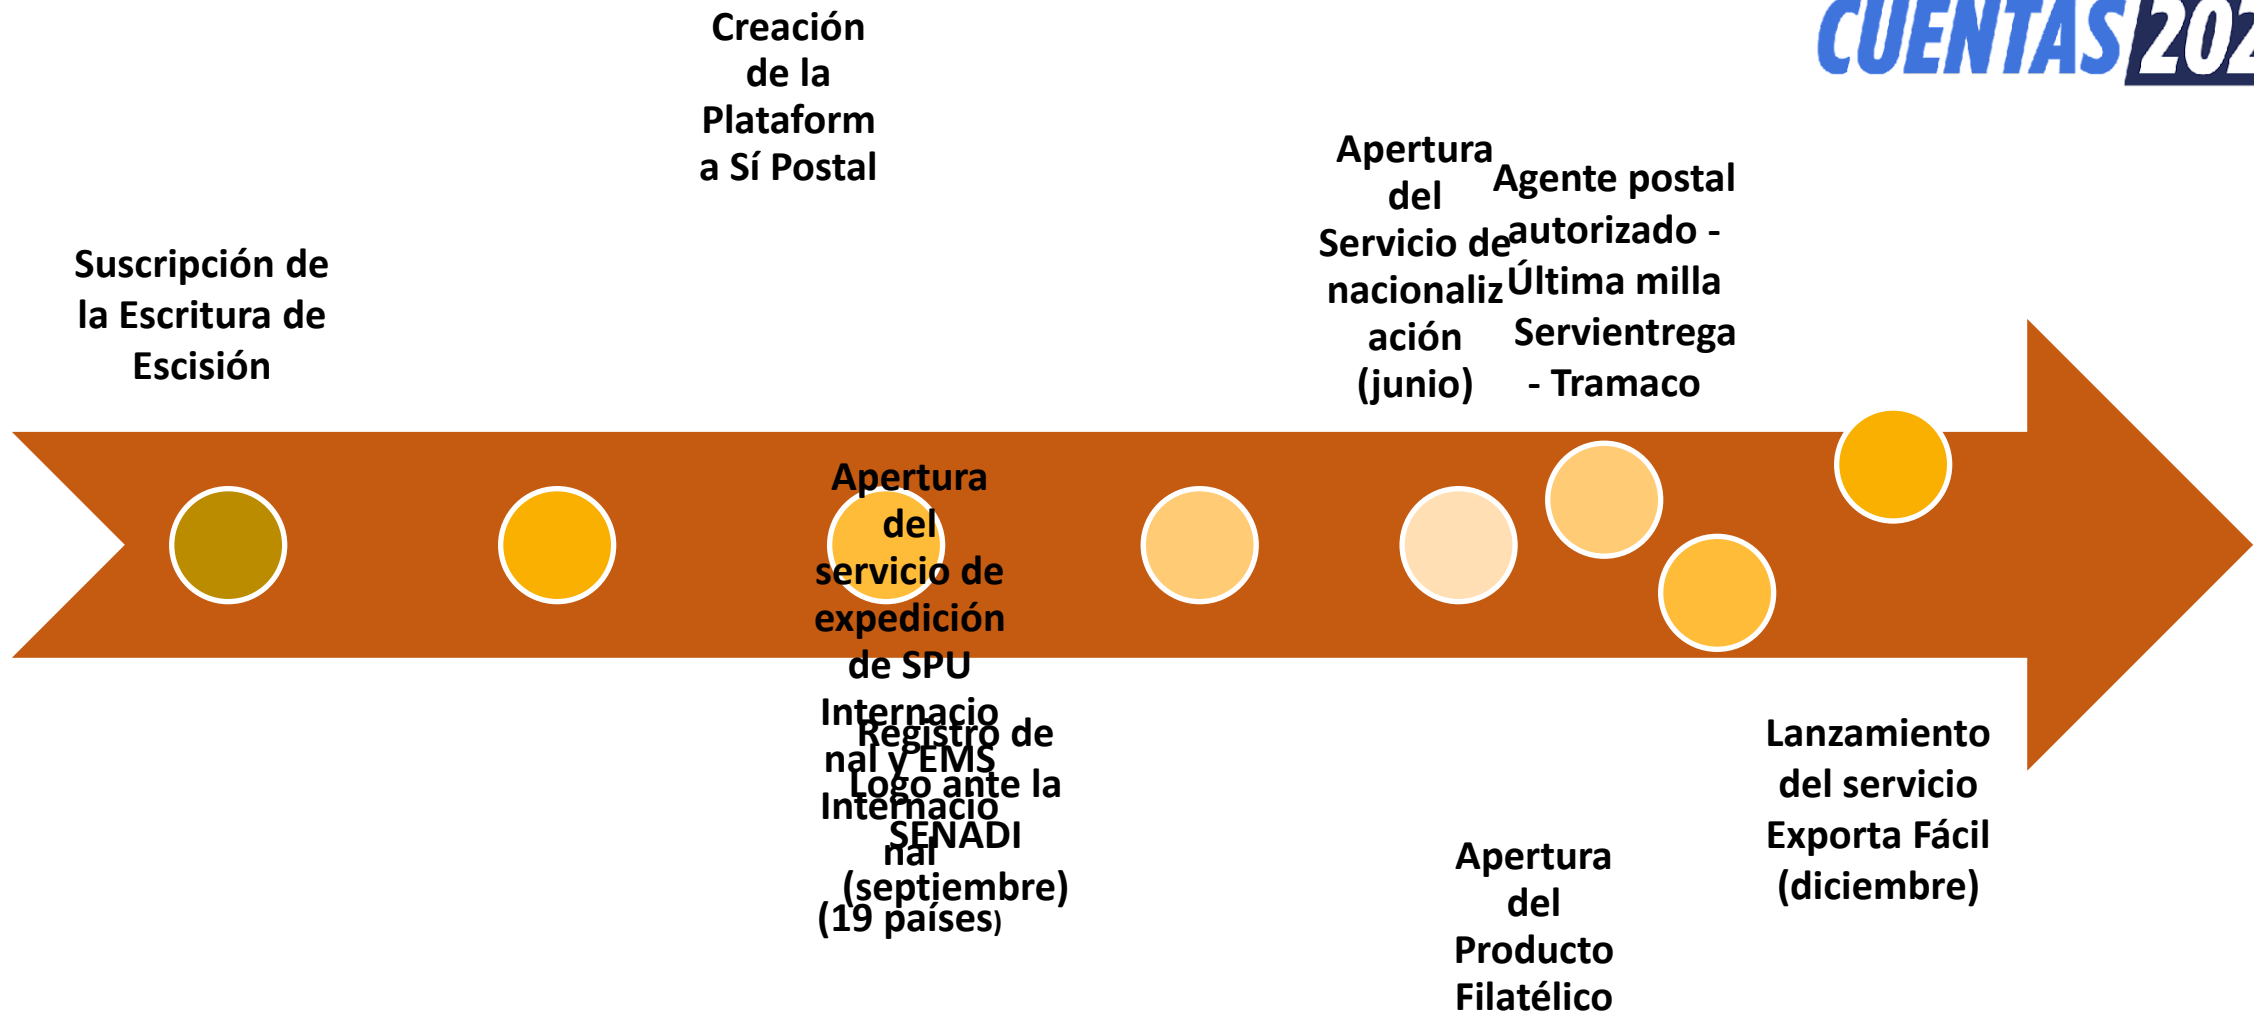 CUENTAS 202
Creación
de la
Plataform
a Sí Postal
Suscripción de
la Escritura de
Escisión
Apertura
del
Servicio de
nacionaliz
ación
(junio)
Agente postal
autorizado -
Última milla
Servientrega
- Tramaco
Apertura
del
servicio de
expedición
de SPU
Internacio
nal y EMS
Internacio
nal
(19 países)
Registro de
Logo ante la
SENADI
(septiembre)
Apertura
del
Producto
Filatélico
Lanzamiento
del servicio
Exporta Fácil
(diciembre)